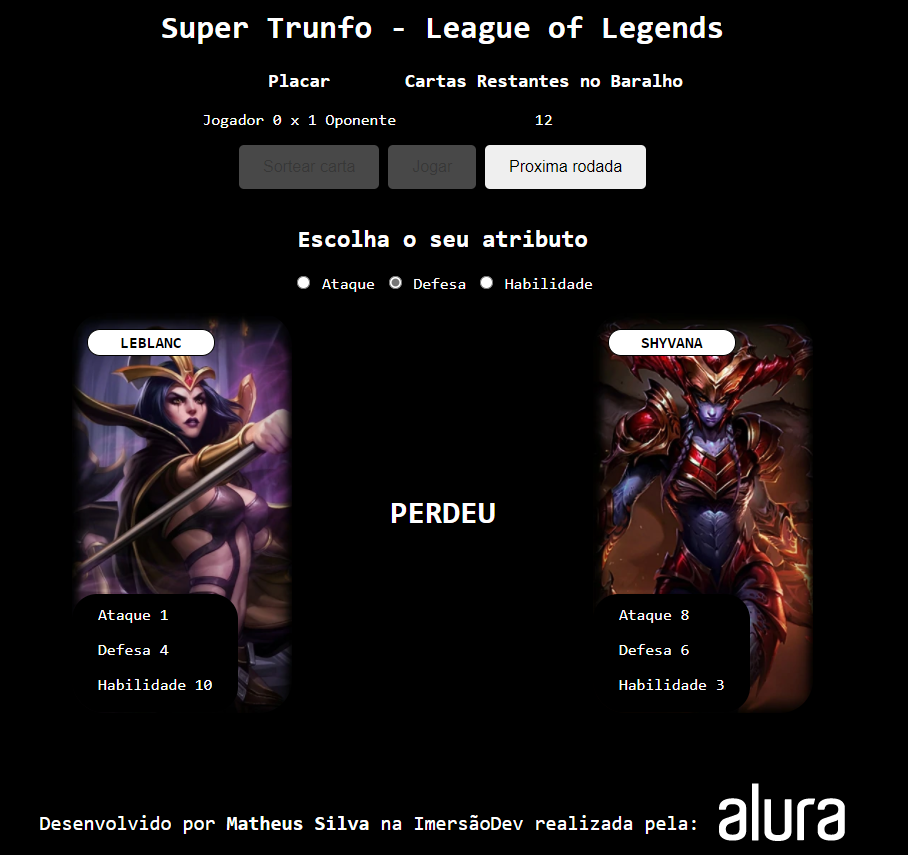 Super Trunfo - League of Legends
Placar
Cartas Restantes no Baralho
Jogador 0 x 1 Oponente
12
Sortear carta
Jogar
Proxima rodada
Escolha o seu atributo
Ataque Defesa Habilidade
LEBLANC
Ataque 1
Defesa 4
Habilidade 10
PERDEU
SHYVANA
Ataque 8
Defesa 6
Habilidade 3
Desenvolvido por Matheus Silva na ImersãoDev realizada pela: alura